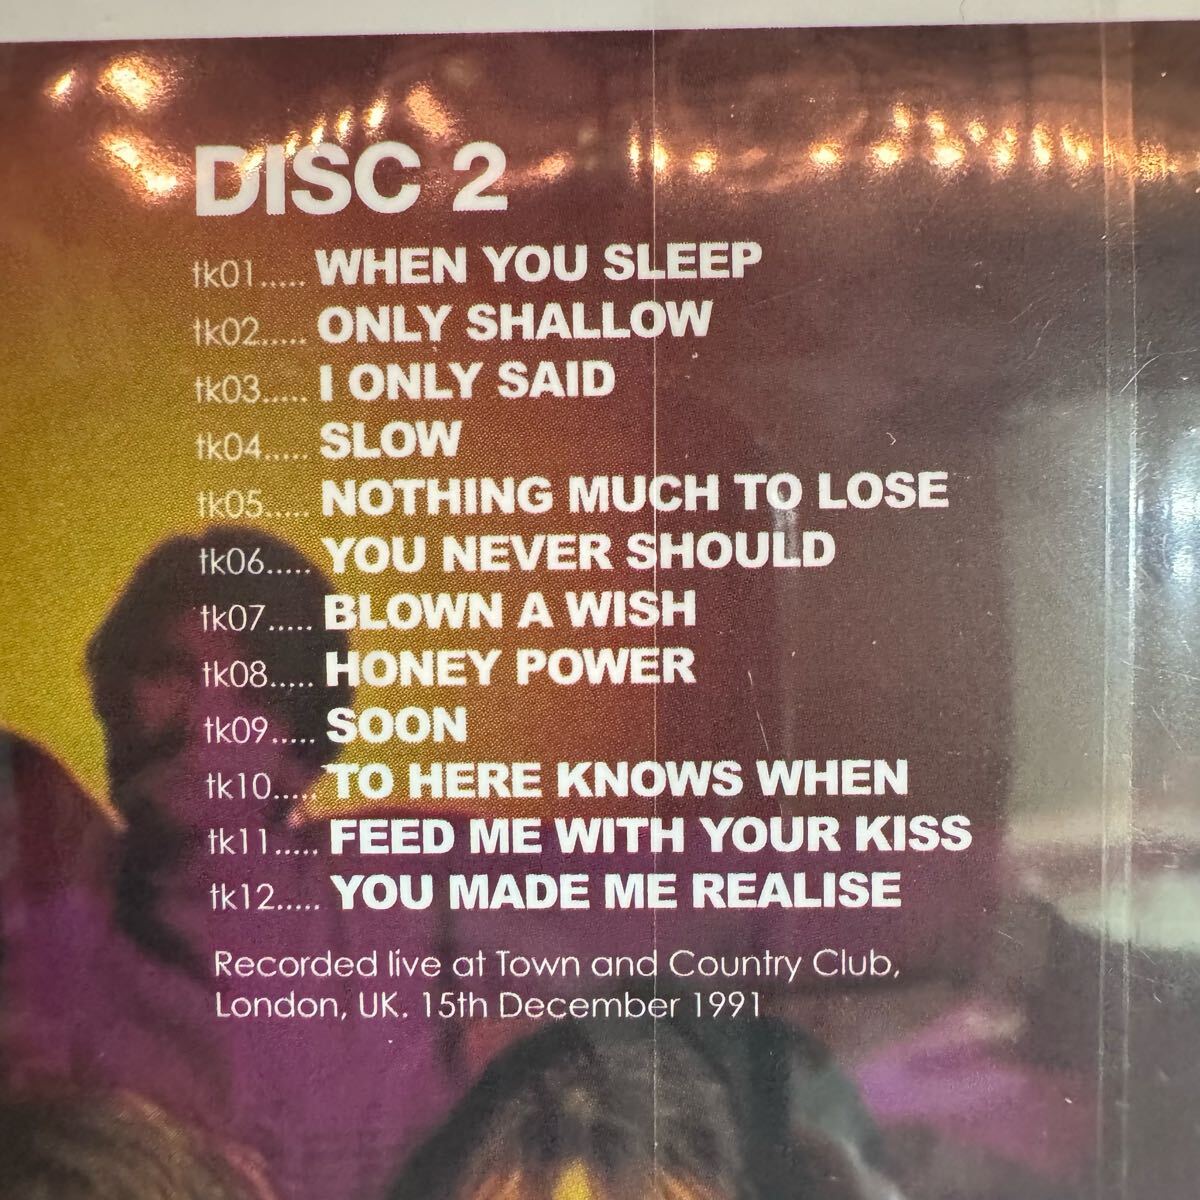 DISC 2
tk01..... WHEN YOU SLEEP
tk02..... ONLY SHALLOW
tk03..... I ONLY SAID
tk04..... SLOW
tk05..... NOTHING MUCH TO LOSE
tk06..... YOU NEVER SHOULD
tk07..... BLOWN A WISH
tk08..... HONEY POWER
tk09..... SOON
tk10..... TO HERE KNOWS WHEN
tk11..... FEED ME WITH YOUR KISS
tk12..... YOU MADE ME REALISE
Recorded live at Town and Country Club,
London, UK. 15th December 1991